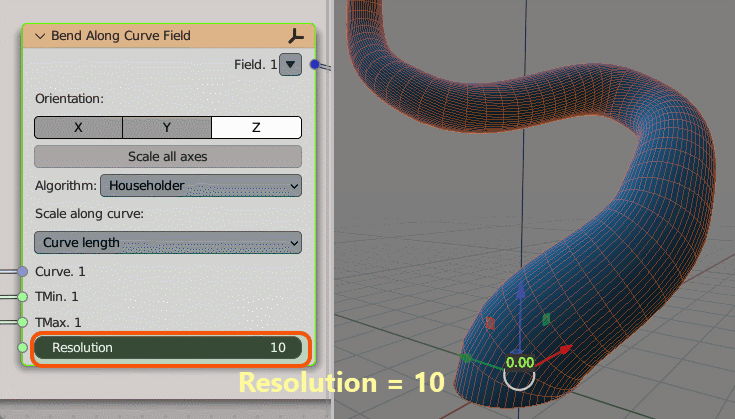 Bend Along Curve Field
Field. 1
Orientation:
X Y Z
Scale all axes
Algorithm: Householder
Scale along curve:
Curve length
Curve. 1
TMin. 1
TMax. 1
Resolution 10
Resolution = 10
0.00